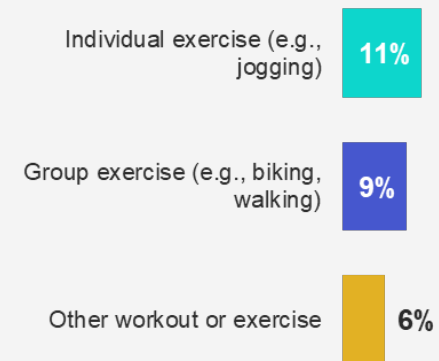 Individual exercise (e.g.,
jogging)
11%
Group exercise (e.g., biking,
walking)
9%
Other workout or exercise
6%